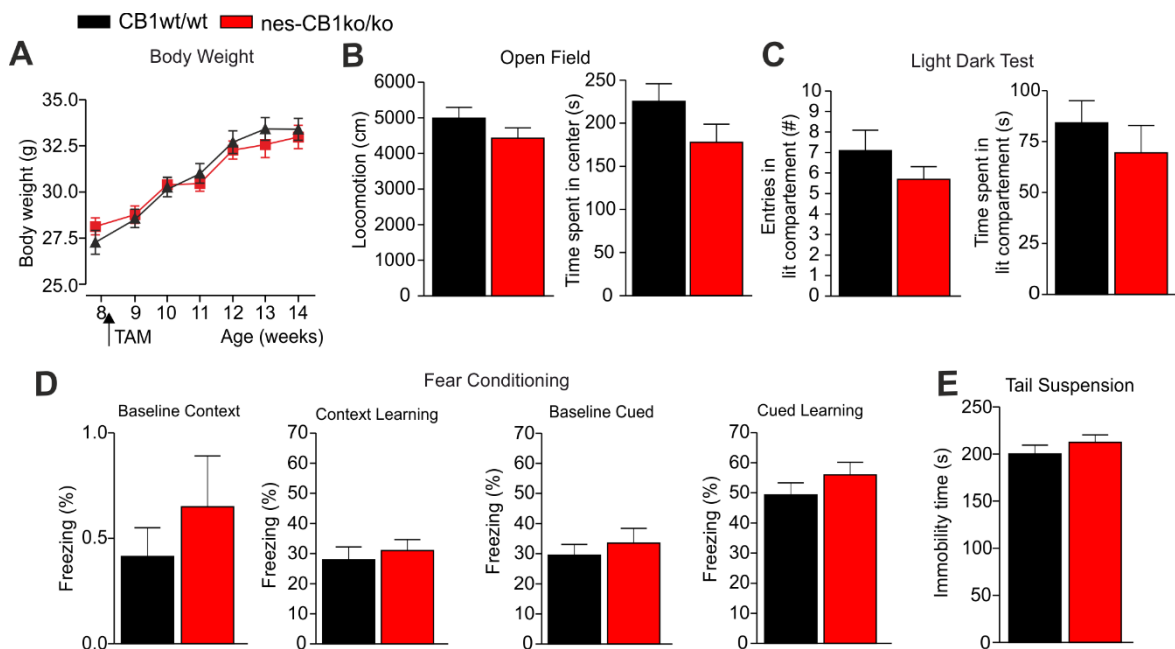 CB1wt/wt nes-CB1ko/ko
A Body Weight
Body weight (g)
35.0
32.5
30.0
27.5
25.0
8 9 10 11 12 13 14
TAM Age (weeks)
B Open Field
Locomotion (cm)
6000
5000
4000
3000
2000
1000
0
Time spent in center (s)
250
200
150
100
50
0
C Light Dark Test
Entries in
lit compartement (#)
10
9
8
7
6
5
4
3
2
1
0
Time spent in
lit compartement (s)
100
75
50
25
0
D Fear Conditioning
Baseline Context
Freezing (%)
1.0
0.5
0.0
Context Learning
Freezing (%)
70
60
50
40
30
20
10
0
Baseline Cued
Freezing (%)
70
60
50
40
30
20
10
0
Cued Learning
Freezing (%)
70
60
50
40
30
20
10
0
E Tail Suspension
Immobility time (s)
250
200
150
100
50
0